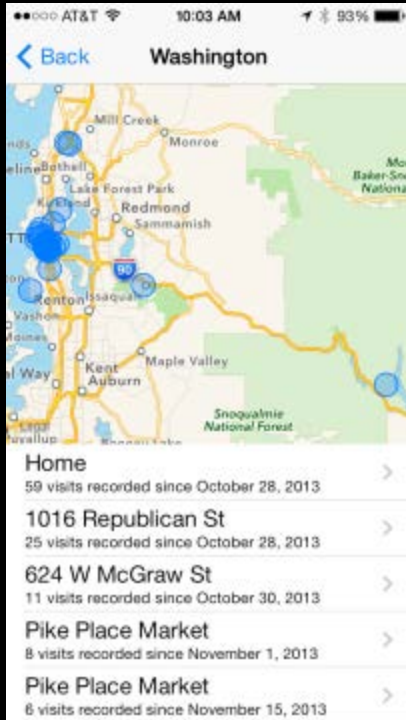 AT&T 10:03 AM 93%
Back Washington
Mill Creek
Monroe
Bothell
Lake Forest Park
Kirkland Redmond
Sammamish
90
Renton Issaquah
Vashon
Moines
Maple Valley
Kent
Auburn
Snoqualmie
National Forest
Home
59 visits recorded since October 28, 2013
1016 Republican St
25 visits recorded since October 28, 2013
624 W McGraw St
11 visits recorded since October 30, 2013
Pike Place Market
8 visits recorded since November 1, 2013
Pike Place Market
6 visits recorded since November 15, 2013